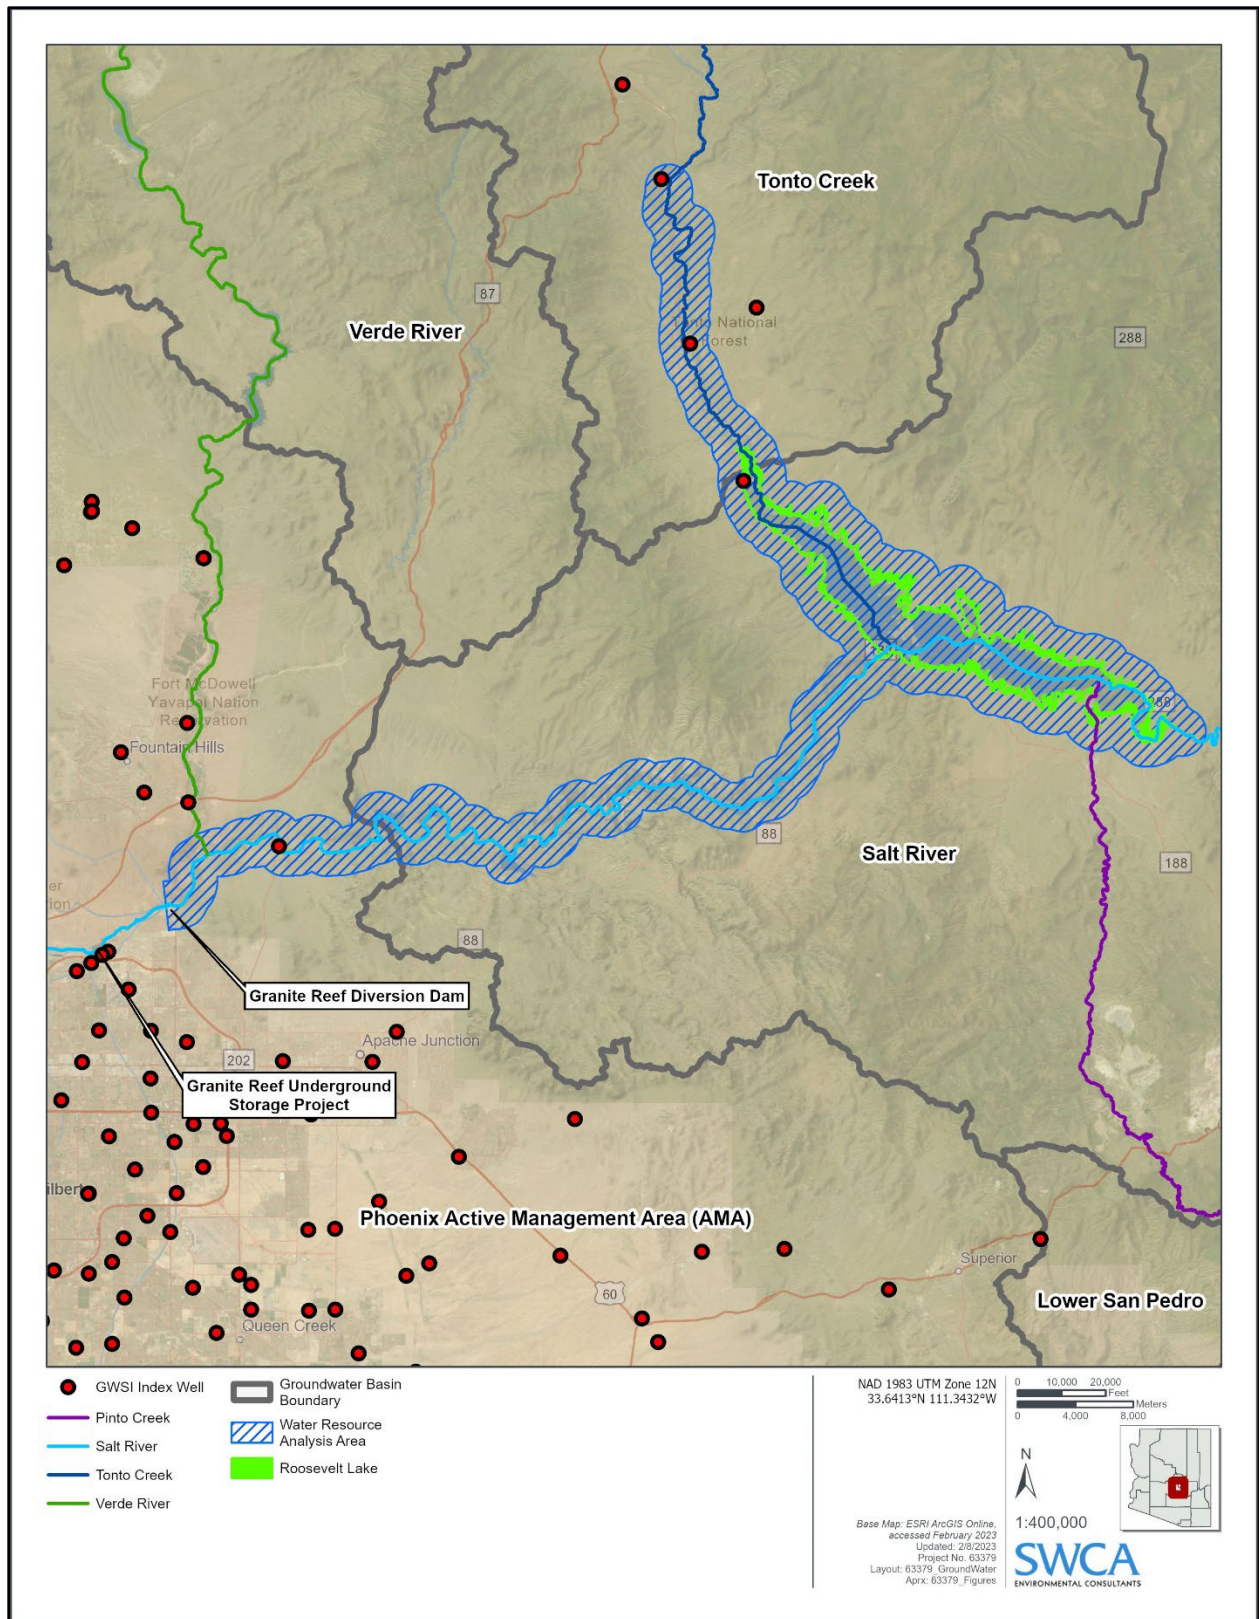 Tonto Creek
87
Tonto National
Forest
Verde River
288
288
Fort McDowell
Yavapai Nation
Reservation
Fountain Hills
88
Salt River
188
88
Granite Reef Diversion Dam
Apache Junction
202
Granite Reef Underground
Storage Project
ilbert
Phoenix Active Management Area (AMA)
Superior
60
Lower San Pedro
Queen Creek
GWSI Index Well
Pinto Creek
Salt River
Tonto Creek
Verde River
Groundwater Basin
Boundary
Water Resource
Analysis Area
Roosevelt Lake
NAD 1983 UTM Zone 12N
33.6413°N 111.3432°W
0 10,000 20,000
Feet
Meters
0 4,000 8,000
N
1:400,000
Base Map: ESRI ArcGIS Online,
accessed February 2023
Updated: 2/8/2023
Project No. 63379
Layout: 63379_GroundWater
Aprx: 63379_Figures
SWCA
ENVIRONMENTAL CONSULTANTS